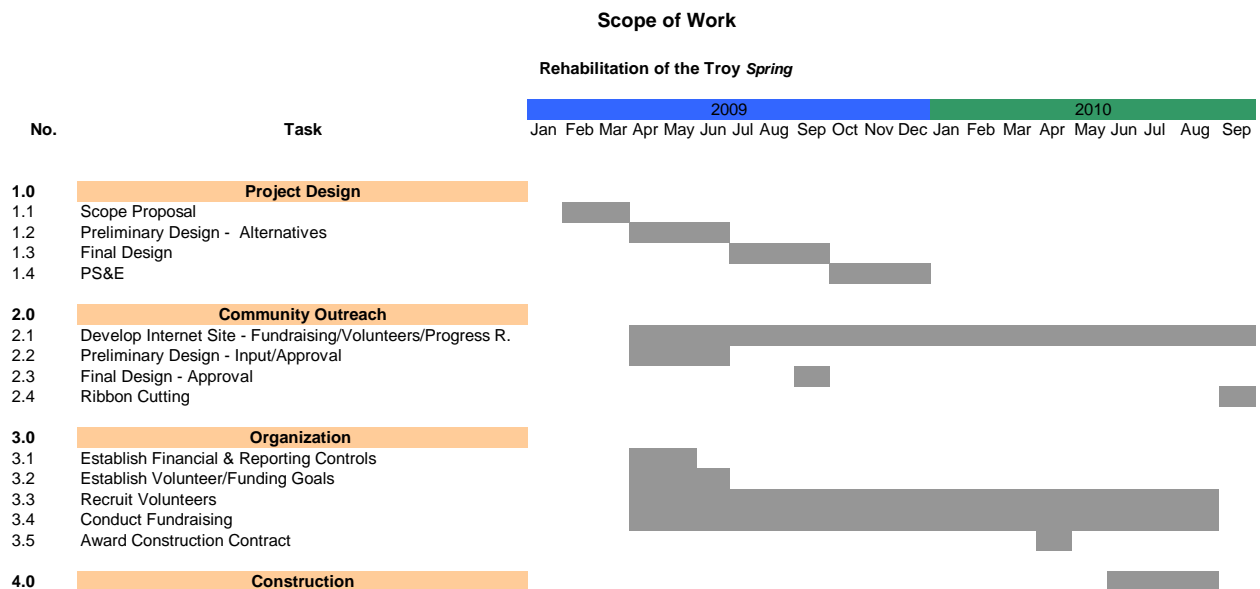 Scope of Work
Rehabilitation of the Troy Spring
2009 2010
No. Task Jan Feb Mar Apr May Jun Jul Aug Sep Oct Nov Dec Jan Feb Mar Apr May Jun Jul Aug Sep
1.0 Project Design
1.1 Scope Proposal
1.2 Preliminary Design - Alternatives
1.3 Final Design
1.4 PS&E
2.0 Community Outreach
2.1 Develop Internet Site - Fundraising/Volunteers/Progress R.
2.2 Preliminary Design - Input/Approval
2.3 Final Design - Approval
2.4 Ribbon Cutting
3.0 Organization
3.1 Establish Financial & Reporting Controls
3.2 Establish Volunteer/Funding Goals
3.3 Recruit Volunteers
3.4 Conduct Fundraising
3.5 Award Construction Contract
4.0 Construction